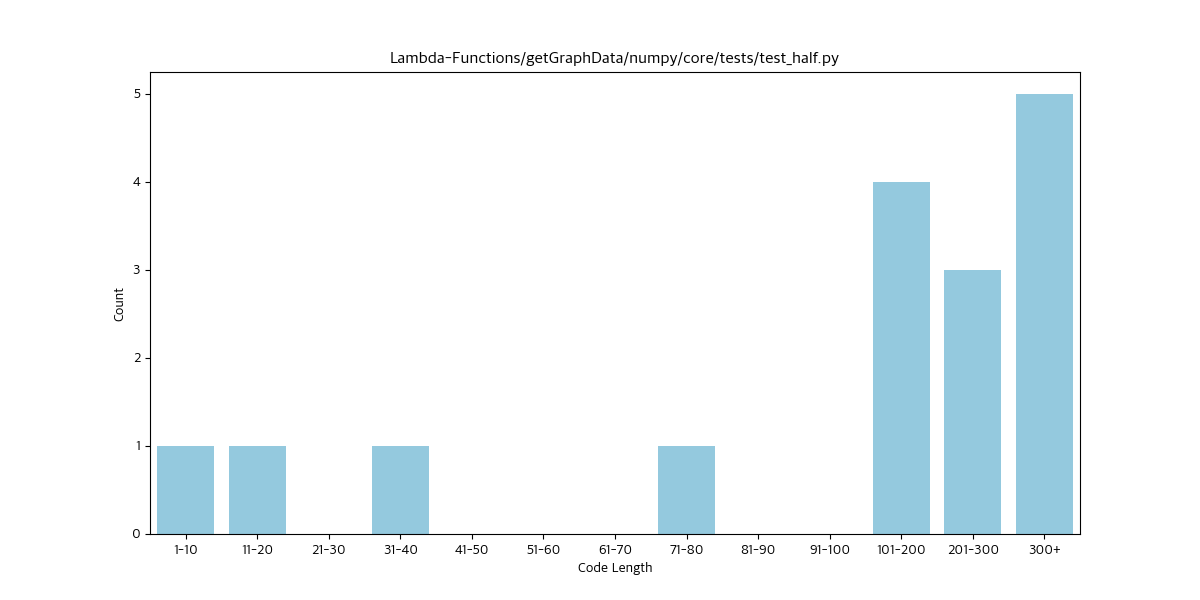 Lambda-Functions/getGraphData/numpy/core/tests/test_half.py
5
4
3
2
1
0
Count
1-10 11-20 21-30 31-40 41-50 51-60 61-70 71-80 81-90 91-100 101-200 201-300 300+
Code Length